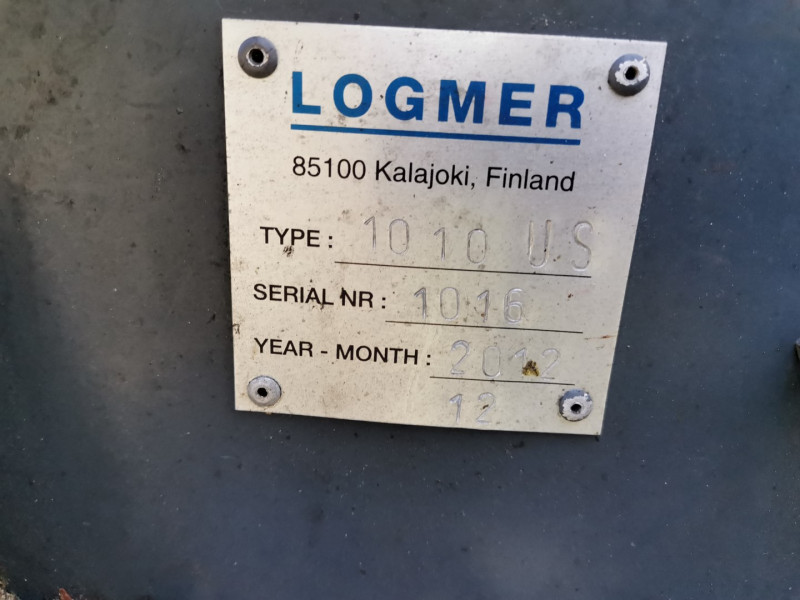 LOGMER
85100 Kalajoki, Finland
TYPE : 1010 US
SERIAL NR : 1016
YEAR - MONTH : 2012
12